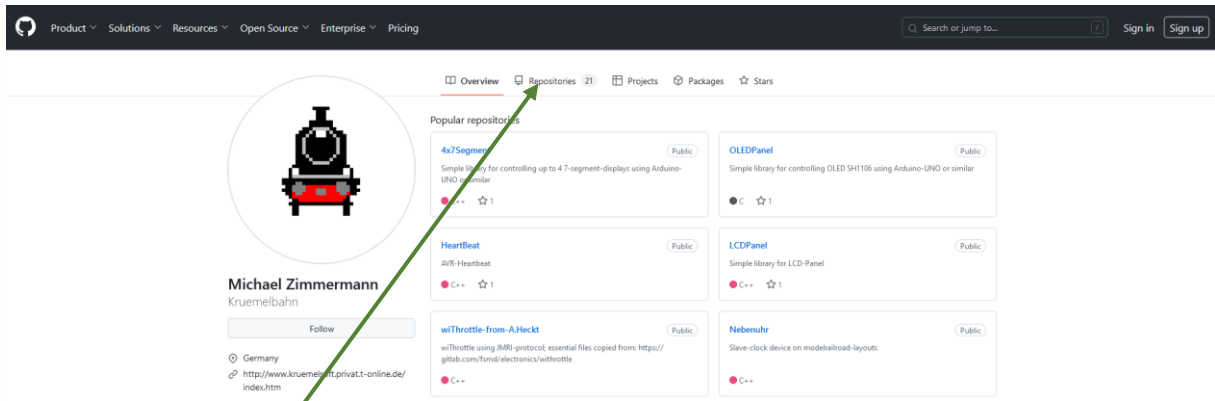 Product Solutions Resources Open Source Enterprise Pricing
Search or jump to... / Sign in Sign up
Overview Repositories 21 Projects Packages Stars
Popular repositories
4x7Segment Public
Simple library for controlling up to 4 7-segment-displays using Arduino-
UNO or similar
C++ 1
OLEDPanel Public
Simple library for controlling OLED SH1106 using Arduino-UNO or similar
C 1
HeartBeat Public
AVR-Heartbeat
C++ 1
LCDPanel Public
Simple library for LCD-Panel
C++ 1
wiThrottle-from-A.Heckt Public
wiThrottle using JMRI-protocol; essential files copied from: https://
gitlab.com/fsmd/electronics/withrottle
C++
Nebenuhr Public
Slave-clock device on modelrailroad-layouts
C++
Michael Zimmermann
Kruemelbahn
Follow
Germany
http://www.kruemelsoft.privat.t-online.de/
index.htm